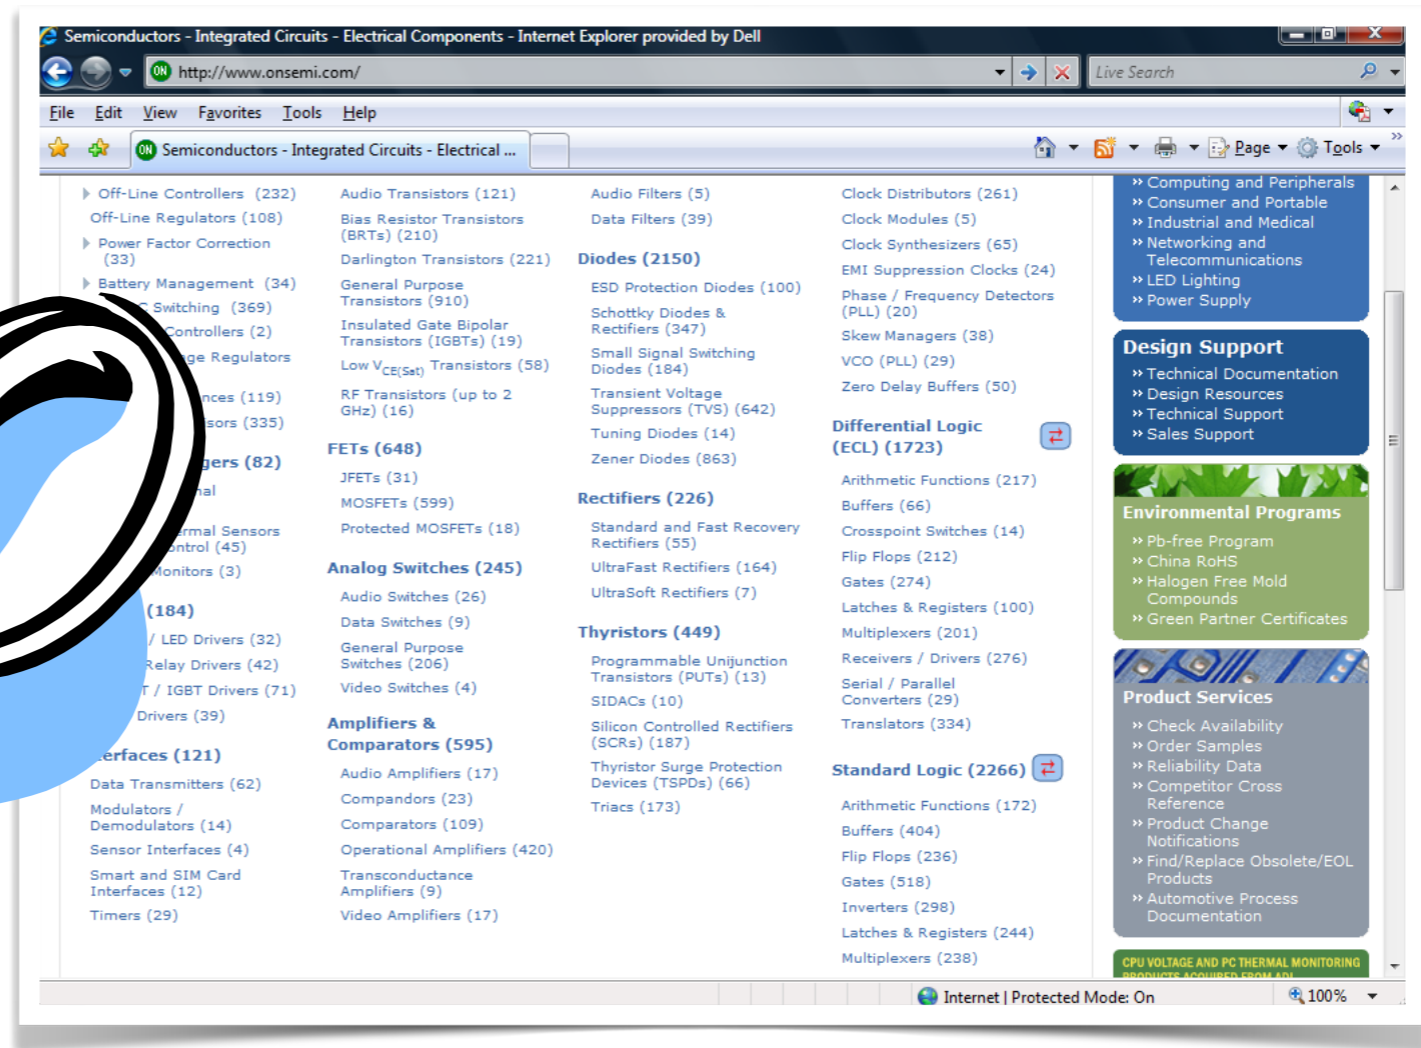 Semiconductors - Integrated Circuits - Electrical Components - Internet Explorer provided by Dell
http://www.onsemi.com/
Live Search
File Edit View Favorites Tools Help
Semiconductors - Integrated Circuits - Electrical ...
Page Tools
Off-Line Controllers (232)
Off-Line Regulators (108)
Power Factor Correction
(33)
Battery Management (34)
Switching (369)
Controllers (2)
Regulators
(119)
(335)
(82)
Sensors
(45)
Monitors (3)
(184)
/ LED Drivers (32)
Relay Drivers (42)
/ IGBT Drivers (71)
Drivers (39)
(121)
Data Transmitters (62)
Modulators /
Demodulators (14)
Sensor Interfaces (4)
Smart and SIM Card
Interfaces (12)
Timers (29)
Audio Transistors (121)
Bias Resistor Transistors
(BRTs) (210)
Darlington Transistors (221)
General Purpose
Transistors (910)
Insulated Gate Bipolar
Transistors (IGBTs) (19)
Low VCE(Sat) Transistors (58)
RF Transistors (up to 2
GHz) (16)
FETs (648)
JFETs (31)
MOSFETs (599)
Protected MOSFETs (18)
Analog Switches (245)
Audio Switches (26)
Data Switches (9)
General Purpose
Switches (206)
Video Switches (4)
Amplifiers &
Comparators (595)
Audio Amplifiers (17)
Compandors (23)
Comparators (109)
Operational Amplifiers (420)
Transconductance
Amplifiers (9)
Video Amplifiers (17)
Audio Filters (5)
Data Filters (39)
Diodes (2150)
ESD Protection Diodes (100)
Schottky Diodes &
Rectifiers (347)
Small Signal Switching
Diodes (184)
Transient Voltage
Suppressors (TVS) (642)
Tuning Diodes (14)
Zener Diodes (863)
Rectifiers (226)
Standard and Fast Recovery
Rectifiers (55)
UltraFast Rectifiers (164)
UltraSoft Rectifiers (7)
Thyristors (449)
Programmable Unijunction
Transistors (PUTs) (13)
SIDACs (10)
Silicon Controlled Rectifiers
(SCRs) (187)
Thyristor Surge Protection
Devices (TSPDs) (66)
Triacs (173)
Clock Distributors (261)
Clock Modules (5)
Clock Synthesizers (65)
EMI Suppression Clocks (24)
Phase / Frequency Detectors
(PLL) (20)
Skew Managers (38)
VCO (PLL) (29)
Zero Delay Buffers (50)
Differential Logic
(ECL) (1723)
Arithmetic Functions (217)
Buffers (66)
Crosspoint Switches (14)
Flip Flops (212)
Gates (274)
Latches & Registers (100)
Multiplexers (201)
Receivers / Drivers (276)
Serial / Parallel
Converters (29)
Translators (334)
Standard Logic (2266)
Arithmetic Functions (172)
Buffers (404)
Flip Flops (236)
Gates (518)
Inverters (298)
Latches & Registers (244)
Multiplexers (238)
» Computing and Peripherals
» Consumer and Portable
» Industrial and Medical
» Networking and
Telecommunications
» LED Lighting
» Power Supply
Design Support
» Technical Documentation
» Design Resources
» Technical Support
» Sales Support
Environmental Programs
» Pb-free Program
» China RoHS
» Halogen Free Mold
Compounds
» Green Partner Certificates
Product Services
» Check Availability
» Order Samples
» Reliability Data
» Competitor Cross
Reference
» Product Change
Notifications
» Find/Replace Obsolete/EOL
Products
» Automotive Process
Documentation
CPU VOLTAGE AND PC THERMAL MONITORING
PRODUCTS ACQUIRED FROM ADI
Internet | Protected Mode: On
100%